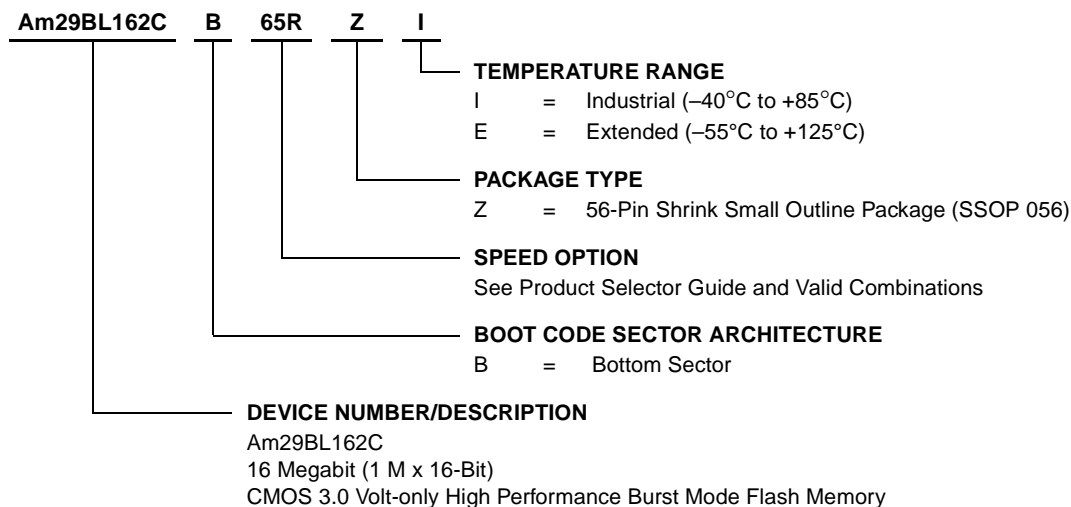 Am29BL162C B 65R Z I
TEMPERATURE RANGE
I = Industrial (–40°C to +85°C)
E = Extended (–55°C to +125°C)
PACKAGE TYPE
Z = 56-Pin Shrink Small Outline Package (SSOP 056)
SPEED OPTION
See Product Selector Guide and Valid Combinations
BOOT CODE SECTOR ARCHITECTURE
B = Bottom Sector
DEVICE NUMBER/DESCRIPTION
Am29BL162C
16 Megabit (1 M x 16-Bit)
CMOS 3.0 Volt-only High Performance Burst Mode Flash Memory